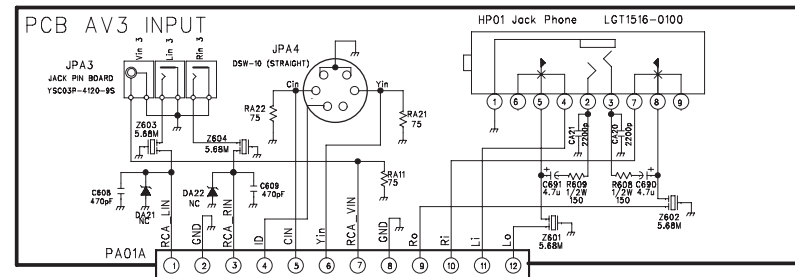 PCB AV3 INPUT
HP01 Jack Phone LGT1516-0100
Vin 3
Lin 3
Rin 3
JPA3
JACK PIN BOARD
YSC03P-4120-9S
JPA4
DSW-10 (STRAIGHT)
Cin
Yin
RA22
75
RA21
75
1 6 5 4 2 3 7 8 9
Z603
5.68M
Z604
5.68M
CA21
2200p
CA20
2200p
RA11
75
C608
470pF
DA21
NC
DA22
NC
C609
470pF
C691
4.7u
R609
1/2W
150
R608
1/2W
150
C690
4.7u
Z602
5.68M
Z601
5.68M
PA01A
RCA_LIN
GND
RCA_RIN
ID
CIN
Yin
RCA_VIN
GND
Ro
Ri
Li
Lo
1 2 3 4 5 6 7 8 9 10 11 12